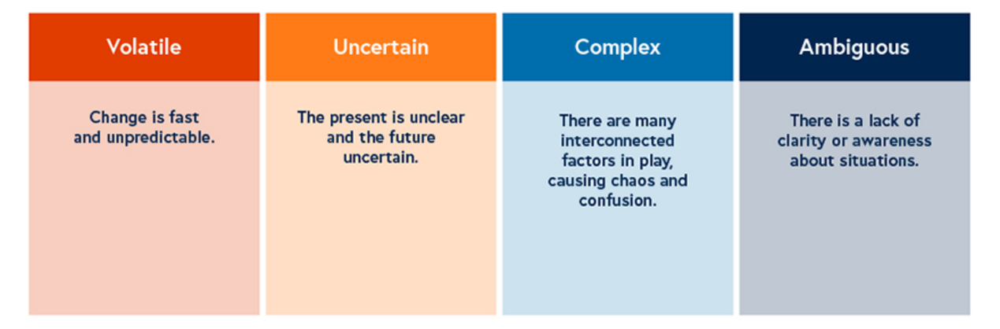 Volatile
Change is fast
and unpredictable.
Uncertain
The present is unclear
and the future
uncertain.
Complex
There are many
interconnected
factors in play,
causing chaos and
confusion.
Ambiguous
There is a lack of
clarity or awareness
about situations.